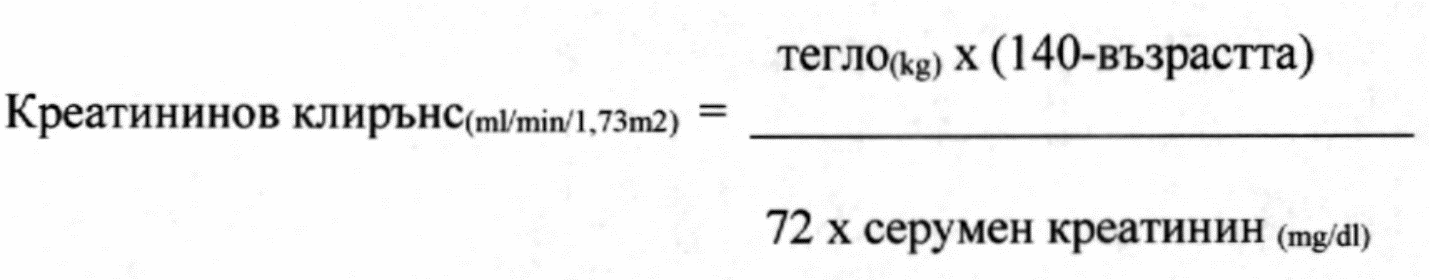 тегло(kg) x (140-възрастта)
Креатининов клирънс(ml/min/1,73m2) =
72 x серумен креатинин (mg/dl)